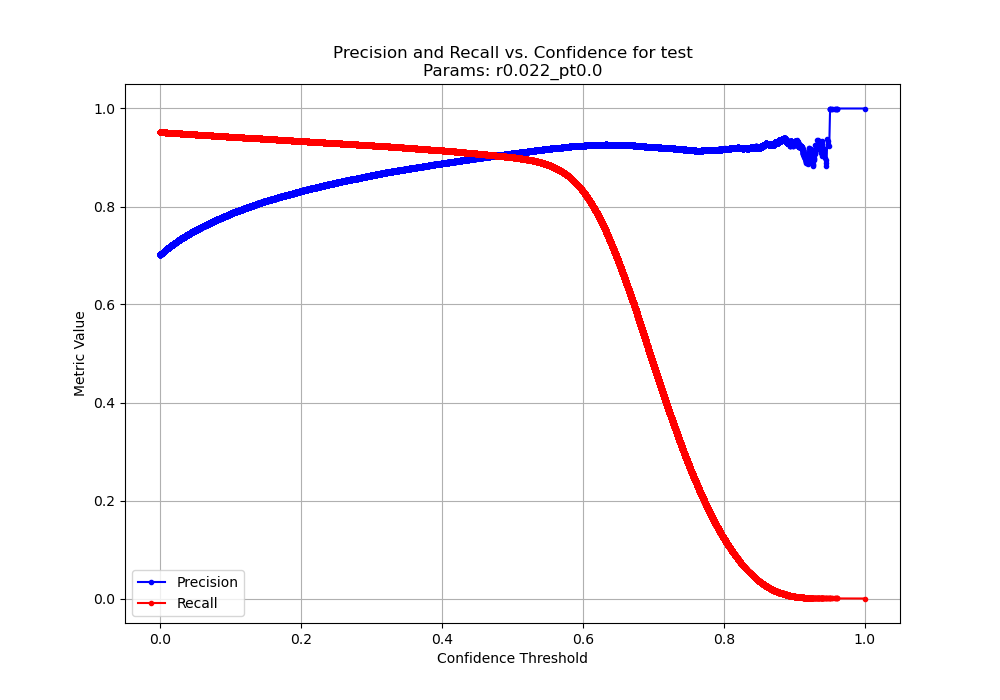 Precision and Recall vs. Confidence for test
Params: r0.022_pt0.0
1.0
0.8
0.6
0.4
0.2
0.0
Metric Value
Precision
Recall
0.0 0.2 0.4 0.6 0.8 1.0
Confidence Threshold